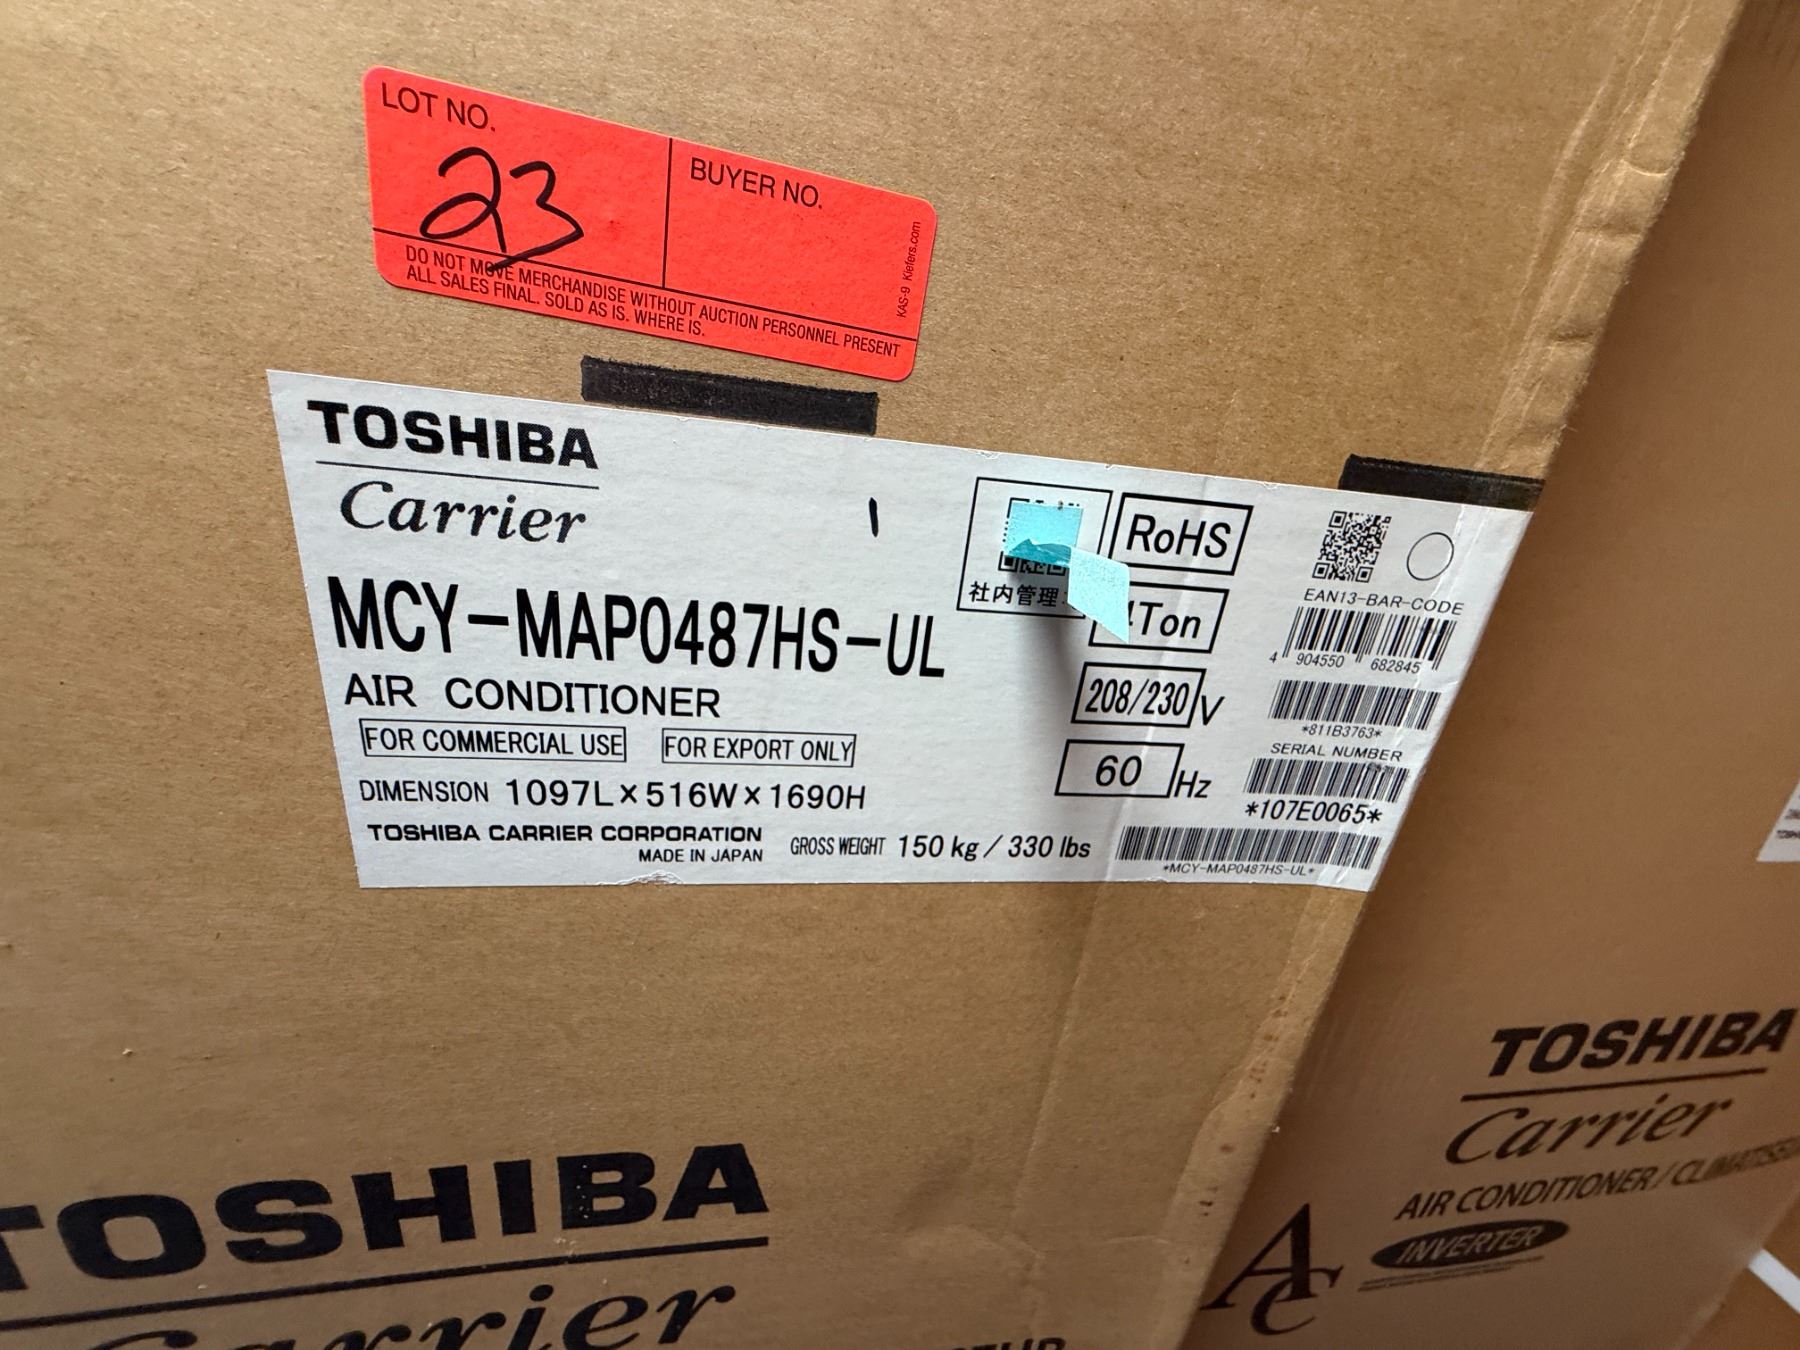 LOT NO.
23
BUYER NO.
KAS-9 Kiefers.com
DO NOT MOVE MERCHANDISE WITHOUT AUCTION PERSONNEL PRESENT
ALL SALES FINAL. SOLD AS IS. WHERE IS.
TOSHIBA
Carrier
MCY-MAP0487HS-UL
AIR CONDITIONER
FOR COMMERCIAL USE
FOR EXPORT ONLY
DIMENSION 1097L×516W×1690H
TOSHIBA CARRIER CORPORATION
MADE IN JAPAN
GROSS WEIGHT 150 kg / 330 lbs
1
社内管理
RoHS
Ton
208/230 V
60 Hz
EAN13-BAR-CODE
4 904550 682845
*811B3763*
SERIAL NUMBER
*107E0065*
*MCY-MAP0487HS-UL*
TOSHIBA
Carrier
TOSHIBA
Carrier
AIR CONDITIONER / CLIMATISEUR
INVERTER
AC